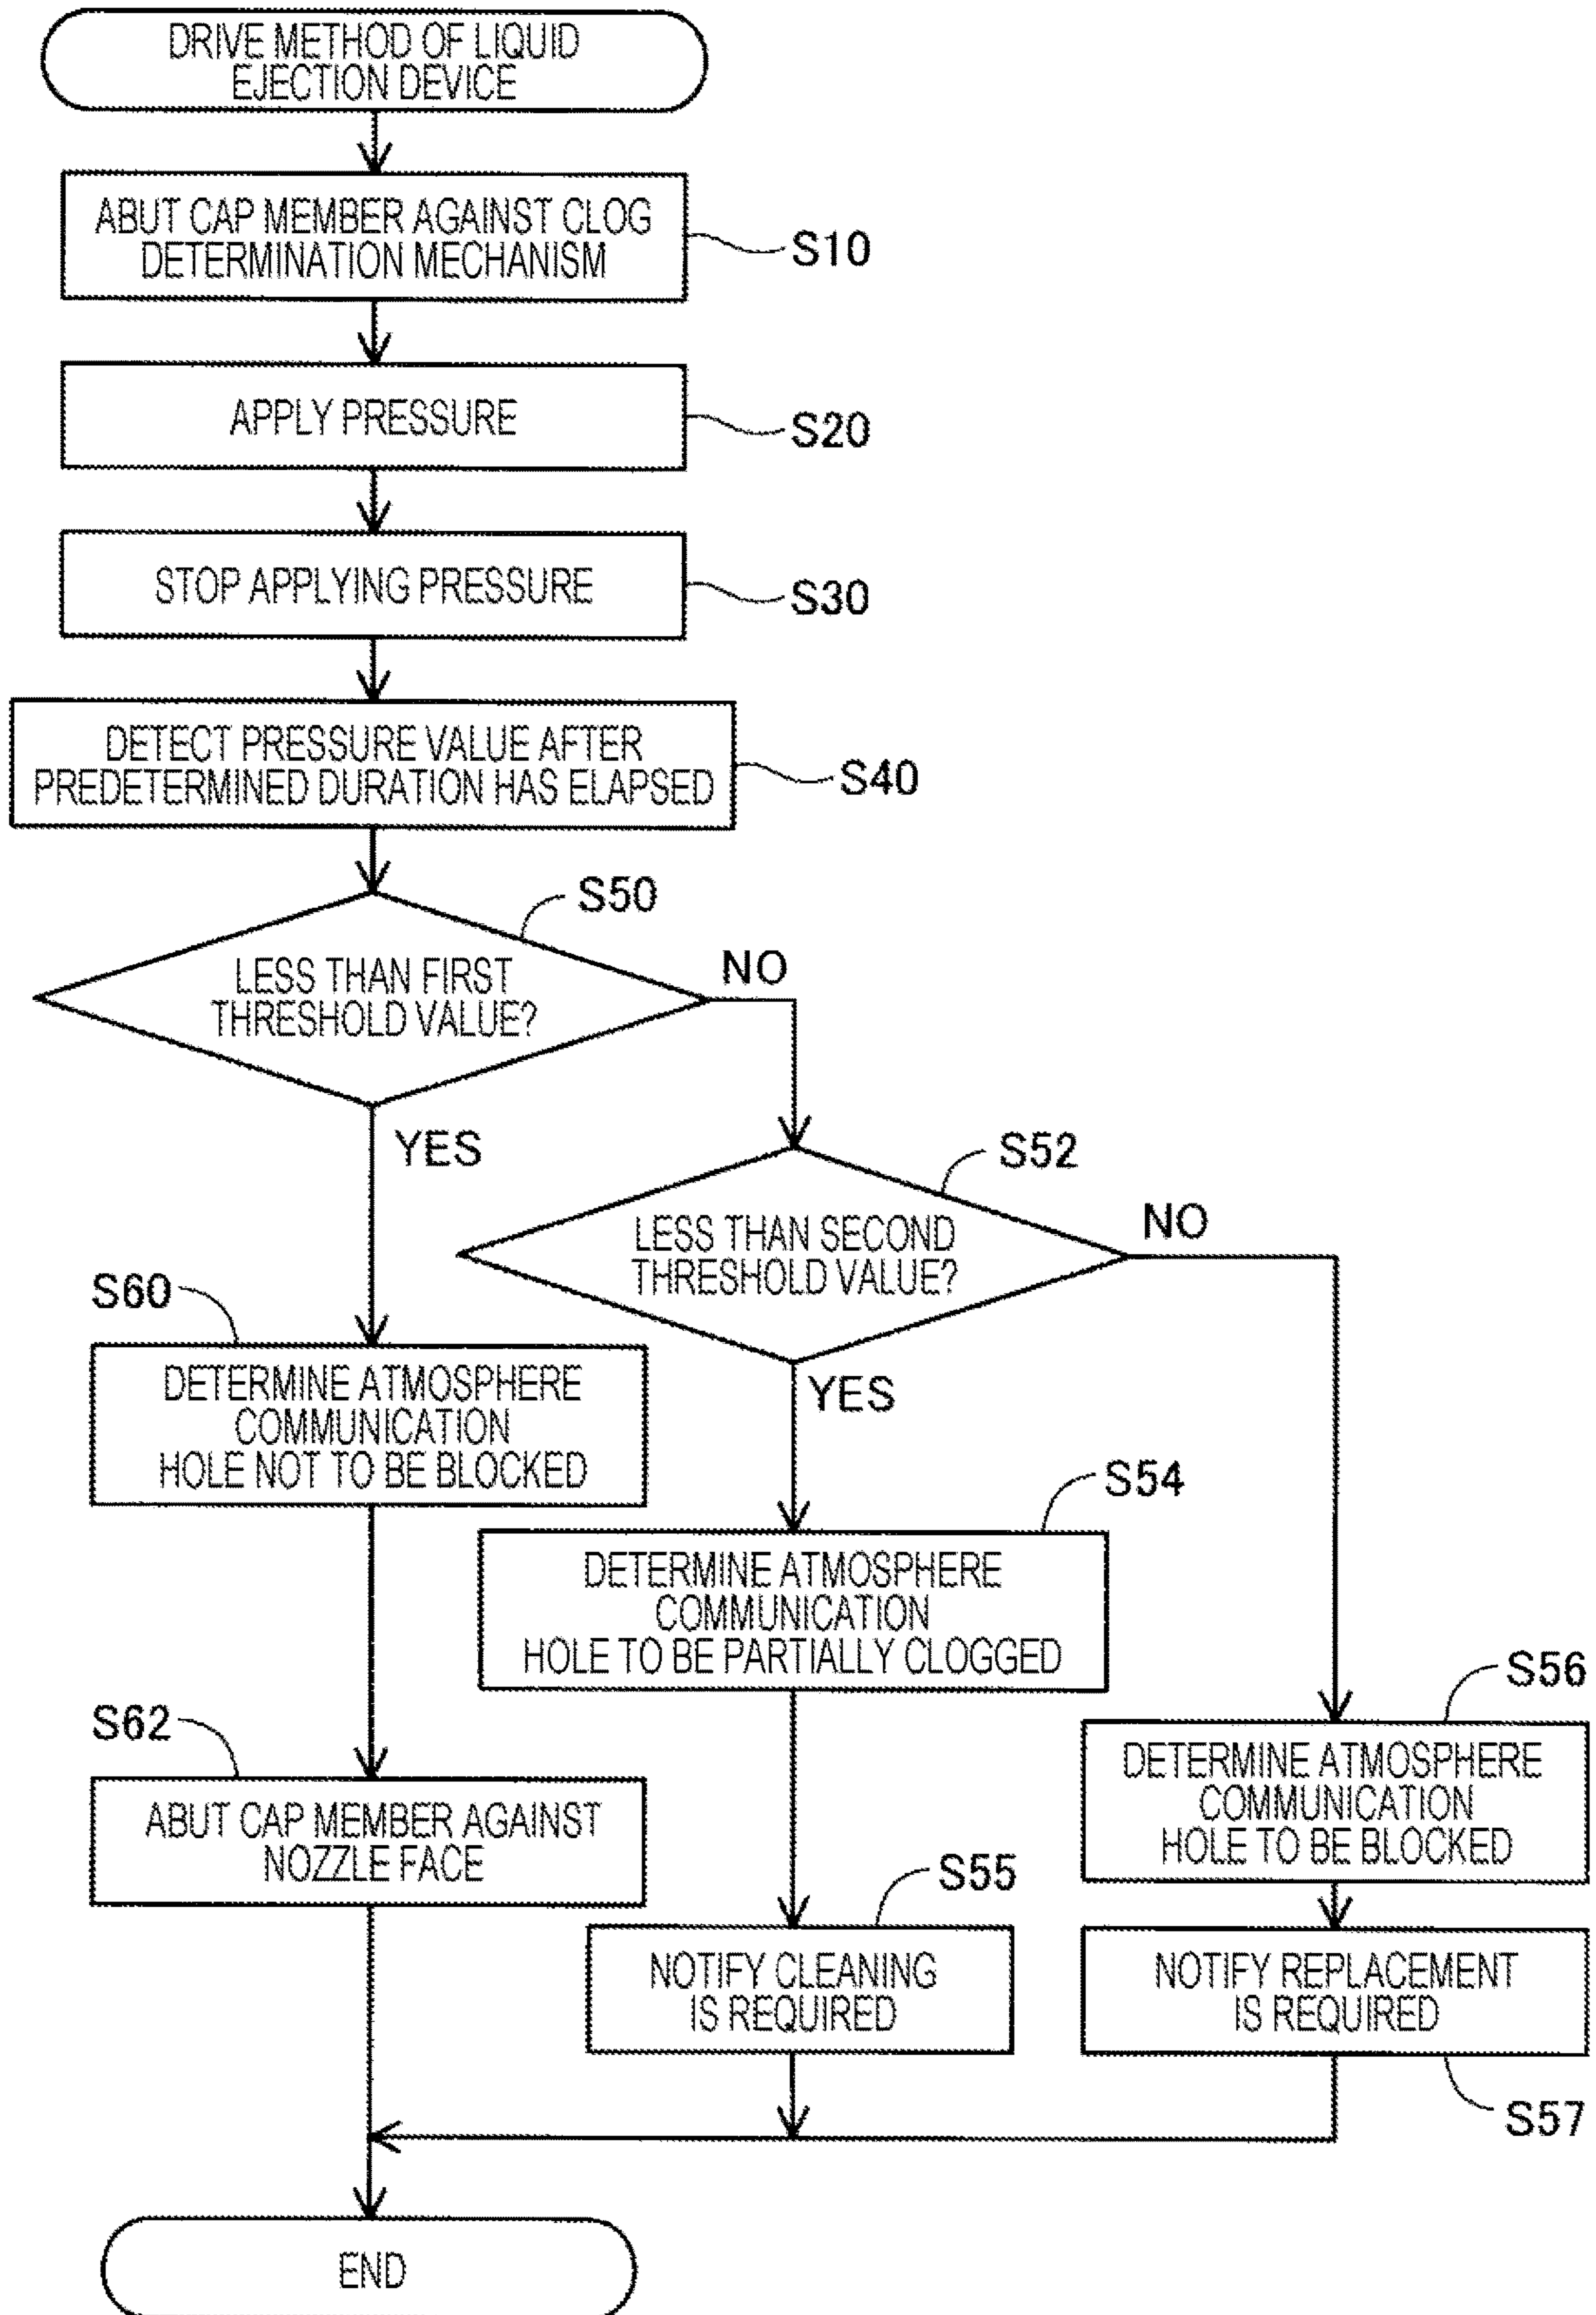 DRIVE METHOD OF LIQUID
EJECTION DEVICE
ABUT CAP MEMBER AGAINST CLOG
DETERMINATION MECHANISM
S10
APPLY PRESSURE
S20
STOP APPLYING PRESSURE
S30
DETECT PRESSURE VALUE AFTER
PREDETERMINED DURATION HAS ELAPSED
S40
S50
LESS THAN FIRST
THRESHOLD VALUE?
NO
YES
S52
LESS THAN SECOND
THRESHOLD VALUE?
NO
YES
S60
DETERMINE ATMOSPHERE
COMMUNICATION
HOLE NOT TO BE BLOCKED
S54
DETERMINE ATMOSPHERE
COMMUNICATION
HOLE TO BE PARTIALLY CLOGGED
S56
DETERMINE ATMOSPHERE
COMMUNICATION
HOLE TO BE BLOCKED
S62
ABUT CAP MEMBER AGAINST
NOZZLE FACE
S55
NOTIFY CLEANING
IS REQUIRED
NOTIFY REPLACEMENT
IS REQUIRED
S57
END